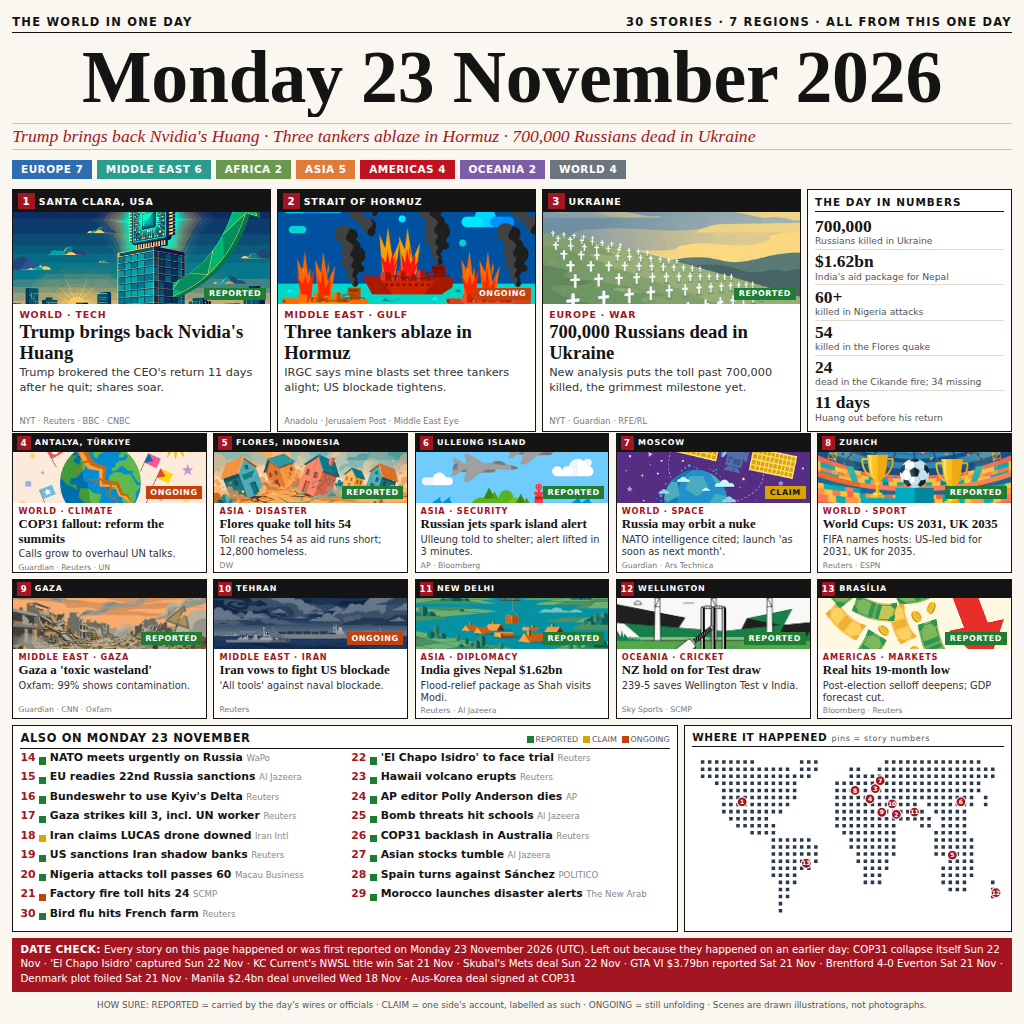 THE WORLD IN ONE DAY
30 STORIES · 7 REGIONS · ALL FROM THIS ONE DAY
Monday 23 November 2026
Trump brings back Nvidia's Huang · Three tankers ablaze in Hormuz · 700,000 Russians dead in Ukraine
EUROPE 7
MIDDLE EAST 6
AFRICA 2
ASIA 5
AMERICAS 4
OCEANIA 2
WORLD 4
1 SANTA CLARA, USA
REPORTED
WORLD · TECH
Trump brings back Nvidia's
Huang
Trump brokered the CEO's return 11 days
after he quit; shares soar.
NYT · Reuters · BBC · CNBC
2 STRAIT OF HORMUZ
ONGOING
MIDDLE EAST · GULF
Three tankers ablaze in
Hormuz
IRGC says mine blasts set three tankers
alight; US blockade tightens.
Anadolu · Jerusalem Post · Middle East Eye
3 UKRAINE
REPORTED
EUROPE · WAR
700,000 Russians dead in
Ukraine
New analysis puts the toll past 700,000
killed, the grimmest milestone yet.
NYT · Guardian · RFE/RL
THE DAY IN NUMBERS
700,000
Russians killed in Ukraine
$1.62bn
India's aid package for Nepal
60+
killed in Nigeria attacks
54
killed in the Flores quake
24
dead in the Cikande fire; 34 missing
11 days
Huang out before his return
4 ANTALYA, TÜRKIYE
ONGOING
WORLD · CLIMATE
COP31 fallout: reform the
summits
Calls grow to overhaul UN talks.
Guardian · Reuters · UN
5 FLORES, INDONESIA
REPORTED
ASIA · DISASTER
Flores quake toll hits 54
Toll reaches 54 as aid runs short;
12,800 homeless.
DW
6 ULLEUNG ISLAND
REPORTED
ASIA · SECURITY
Russian jets spark island alert
Ulleung told to shelter; alert lifted in
3 minutes.
AP · Bloomberg
7 MOSCOW
CLAIM
WORLD · SPACE
Russia may orbit a nuke
NATO intelligence cited; launch 'as
soon as next month'.
Guardian · Ars Technica
8 ZURICH
REPORTED
WORLD · SPORT
World Cups: US 2031, UK 2035
FIFA names hosts: US-led bid for
2031, UK for 2035.
Reuters · ESPN
9 GAZA
REPORTED
MIDDLE EAST · GAZA
Gaza a 'toxic wasteland'
Oxfam: 99% shows contamination.
Guardian · CNN · Oxfam
10 TEHRAN
ONGOING
MIDDLE EAST · IRAN
Iran vows to fight US blockade
'All tools' against naval blockade.
Reuters
11 NEW DELHI
REPORTED
ASIA · DIPLOMACY
India gives Nepal $1.62bn
Flood-relief package as Shah visits
Modi.
Reuters · Al Jazeera
12 WELLINGTON
REPORTED
OCEANIA · CRICKET
NZ hold on for Test draw
239-5 saves Wellington Test v India.
Sky Sports · SCMP
13 BRASÍLIA
REPORTED
AMERICAS · MARKETS
Real hits 19-month low
Post-election selloff deepens; GDP
forecast cut.
Bloomberg · Reuters
ALSO ON MONDAY 23 NOVEMBER
REPORTED CLAIM ONGOING
14 NATO meets urgently on Russia WaPo
15 EU readies 22nd Russia sanctions Al Jazeera
16 Bundeswehr to use Kyiv's Delta Reuters
17 Gaza strikes kill 3, incl. UN worker Reuters
18 Iran claims LUCAS drone downed Iran Intl
19 US sanctions Iran shadow banks Reuters
20 Nigeria attacks toll passes 60 Macau Business
21 Factory fire toll hits 24 SCMP
30 Bird flu hits French farm Reuters
22 'El Chapo Isidro' to face trial Reuters
23 Hawaii volcano erupts Reuters
24 AP editor Polly Anderson dies AP
25 Bomb threats hit schools Al Jazeera
26 COP31 backlash in Australia Reuters
27 Asian stocks tumble Al Jazeera
28 Spain turns against Sánchez POLITICO
29 Morocco launches disaster alerts The New Arab
WHERE IT HAPPENED pins = story numbers
1
8
7
3
4
10
9
2
11
6
5
13
12
DATE CHECK: Every story on this page happened or was first reported on Monday 23 November 2026 (UTC). Left out because they happened on an earlier day: COP31 collapse itself Sun 22
Nov · 'El Chapo Isidro' captured Sun 22 Nov · KC Current's NWSL title win Sat 21 Nov · Skubal's Mets deal Sun 22 Nov · GTA VI $3.79bn reported Sat 21 Nov · Brentford 4-0 Everton Sat 21 Nov ·
Denmark plot foiled Sat 21 Nov · Manila $2.4bn deal unveiled Wed 18 Nov · Aus-Korea deal signed at COP31
HOW SURE: REPORTED = carried by the day's wires or officials · CLAIM = one side's account, labelled as such · ONGOING = still unfolding · Scenes are drawn illustrations, not photographs.